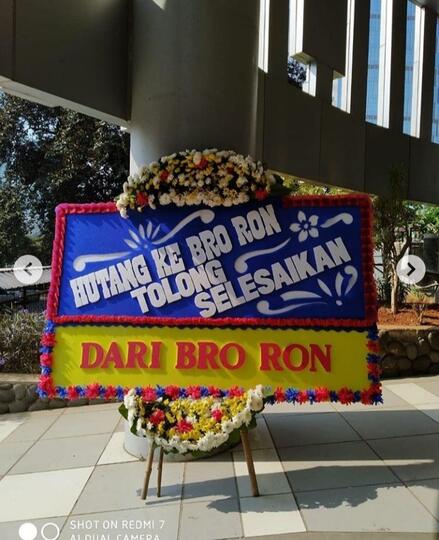 HUTANG KE BRO RON
TOLONG
SELESAIKAN
DARI BRO RON
SHOT ON REDMI 7
AI DUAL CAMERA